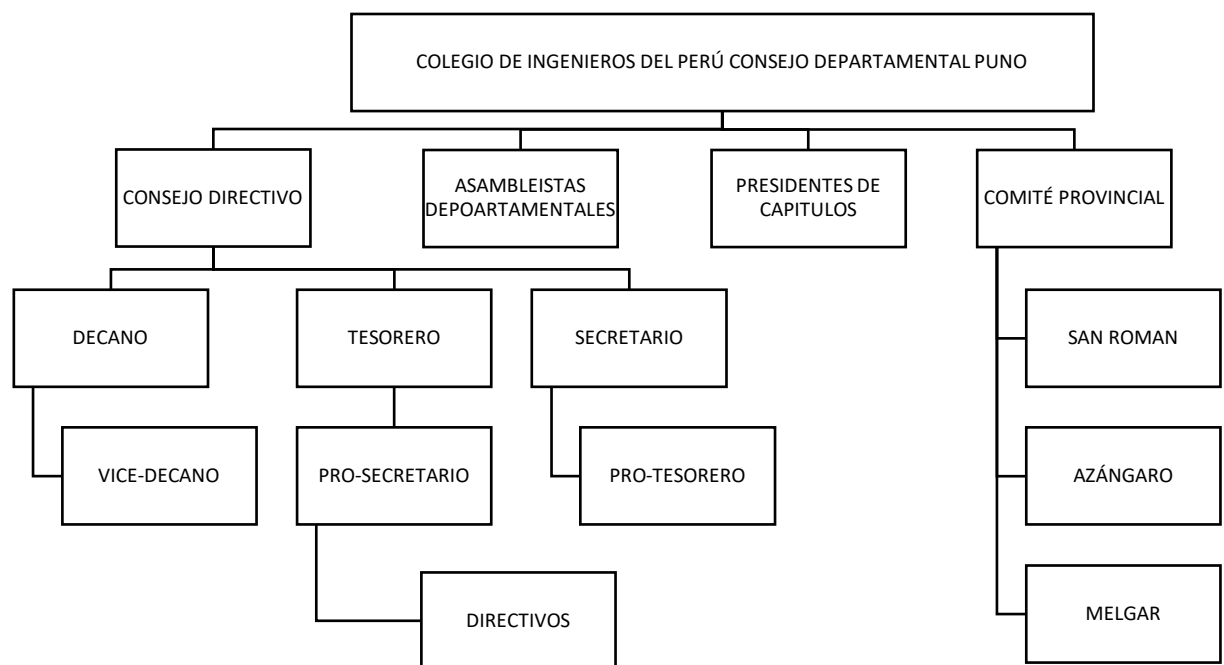 COLEGIO DE INGENIEROS DEL PERÚ CONSEJO DEPARTAMENTAL PUNO
CONSEJO DIRECTIVO
ASAMBLEISTAS
DEPOARTAMENTALES
PRESIDENTES DE
CAPITULOS
COMITÉ PROVINCIAL
DECANO
TESORERO
SECRETARIO
SAN ROMAN
VICE-DECANO
PRO-SECRETARIO
PRO-TESORERO
AZÁNGARO
DIRECTIVOS
MELGAR